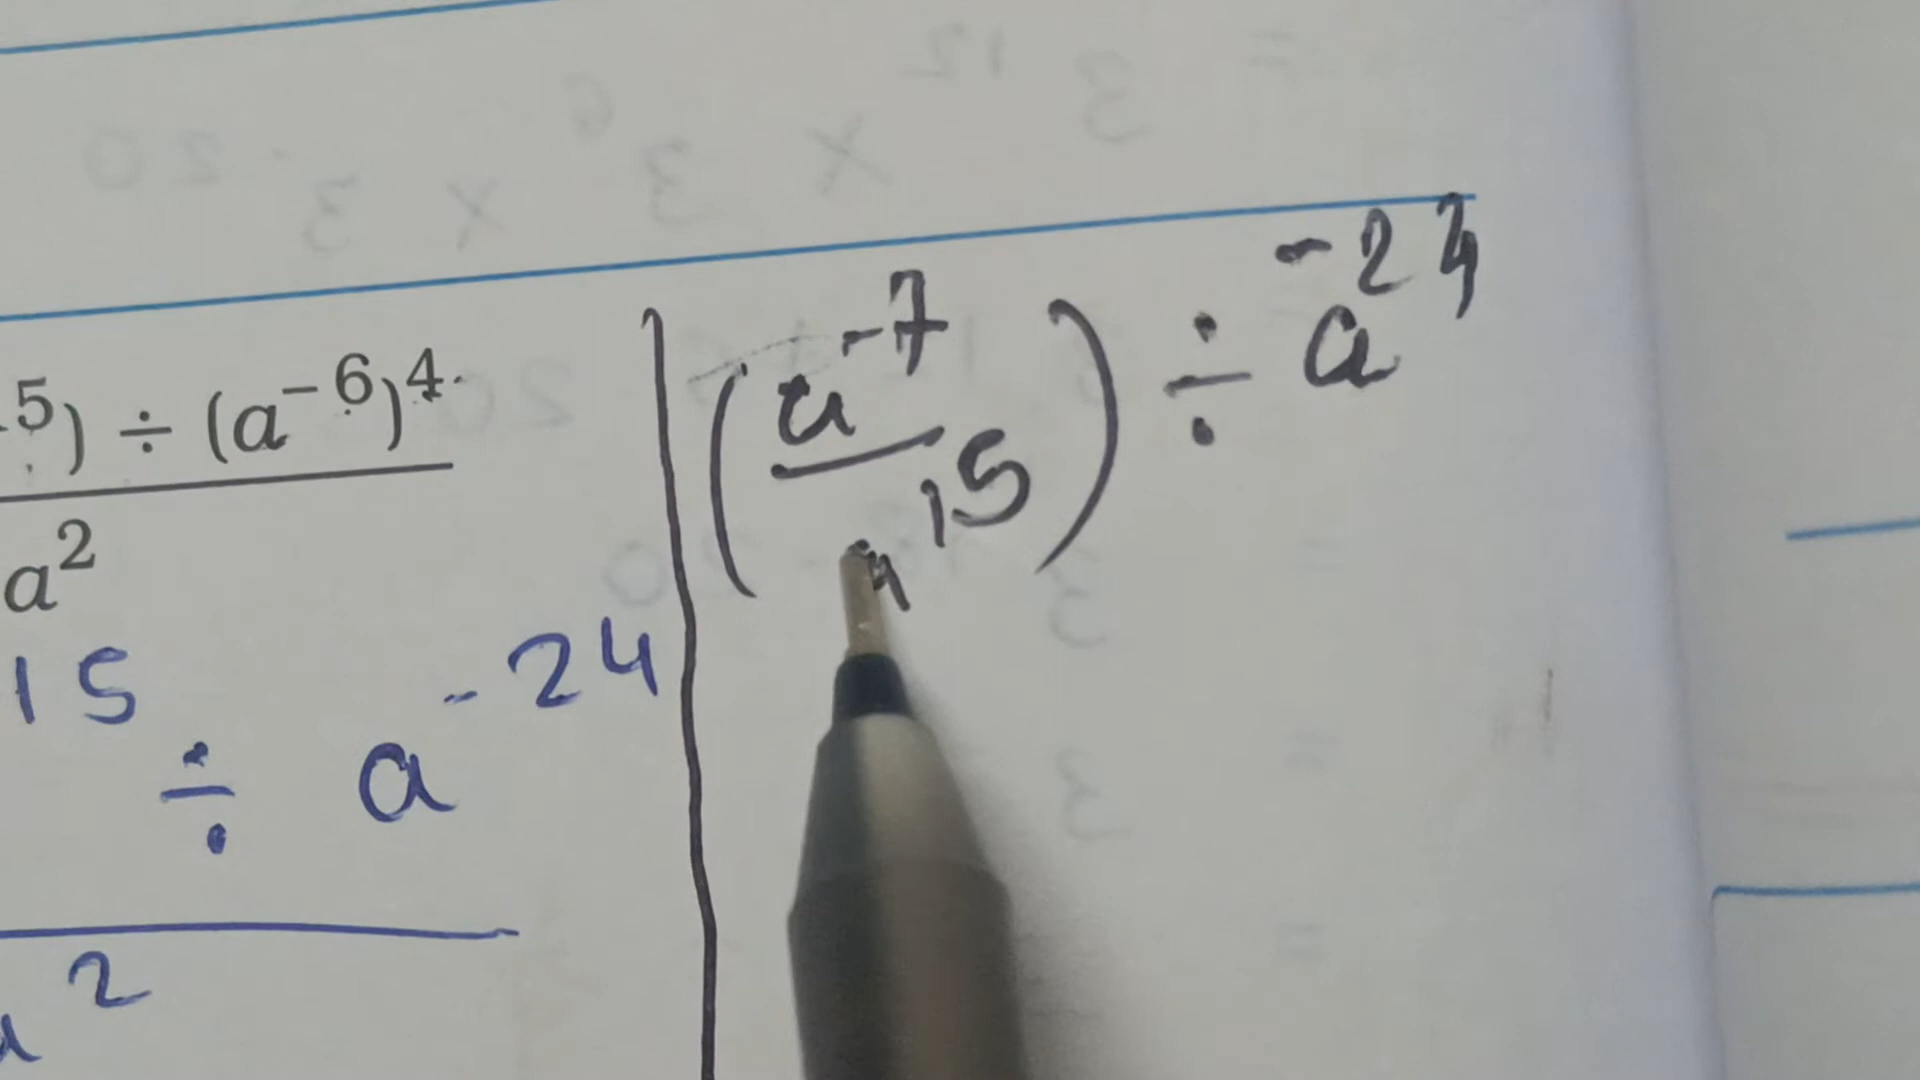 5) ÷ (a⁻⁶)⁴
a²
15 ÷ a⁻²⁴
2
(a⁻⁷ / a¹⁵) ÷ a⁻²⁴